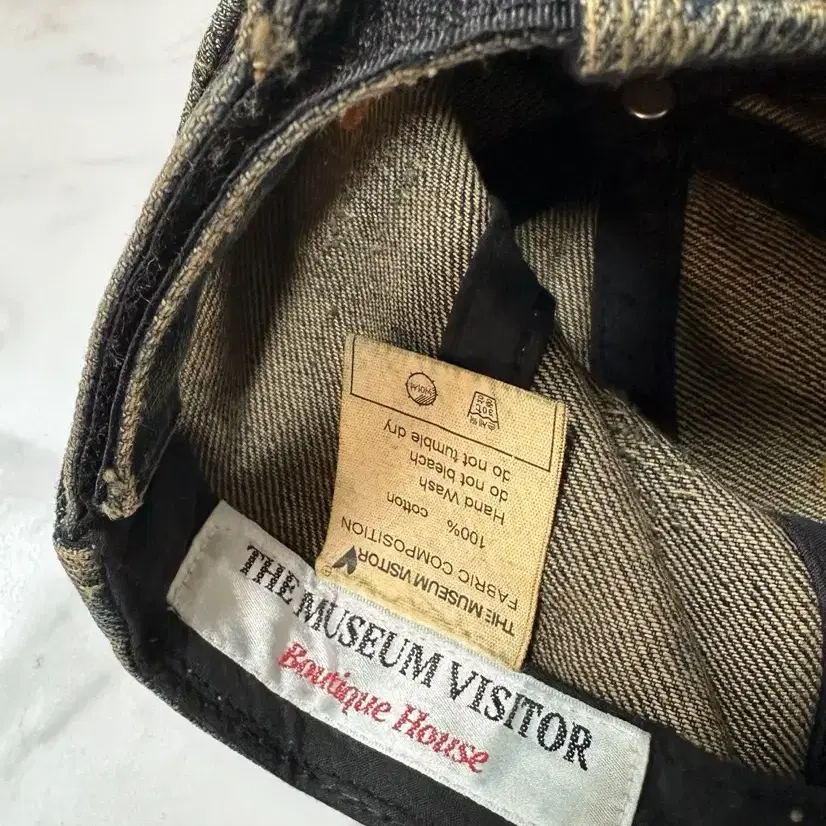 THE MUSEUM VISITOR
Boutique House
THE MUSEUM VISITOR
FABRIC COMPOSITION
100% cotton
Hand Wash
do not bleach
do not tumble dry